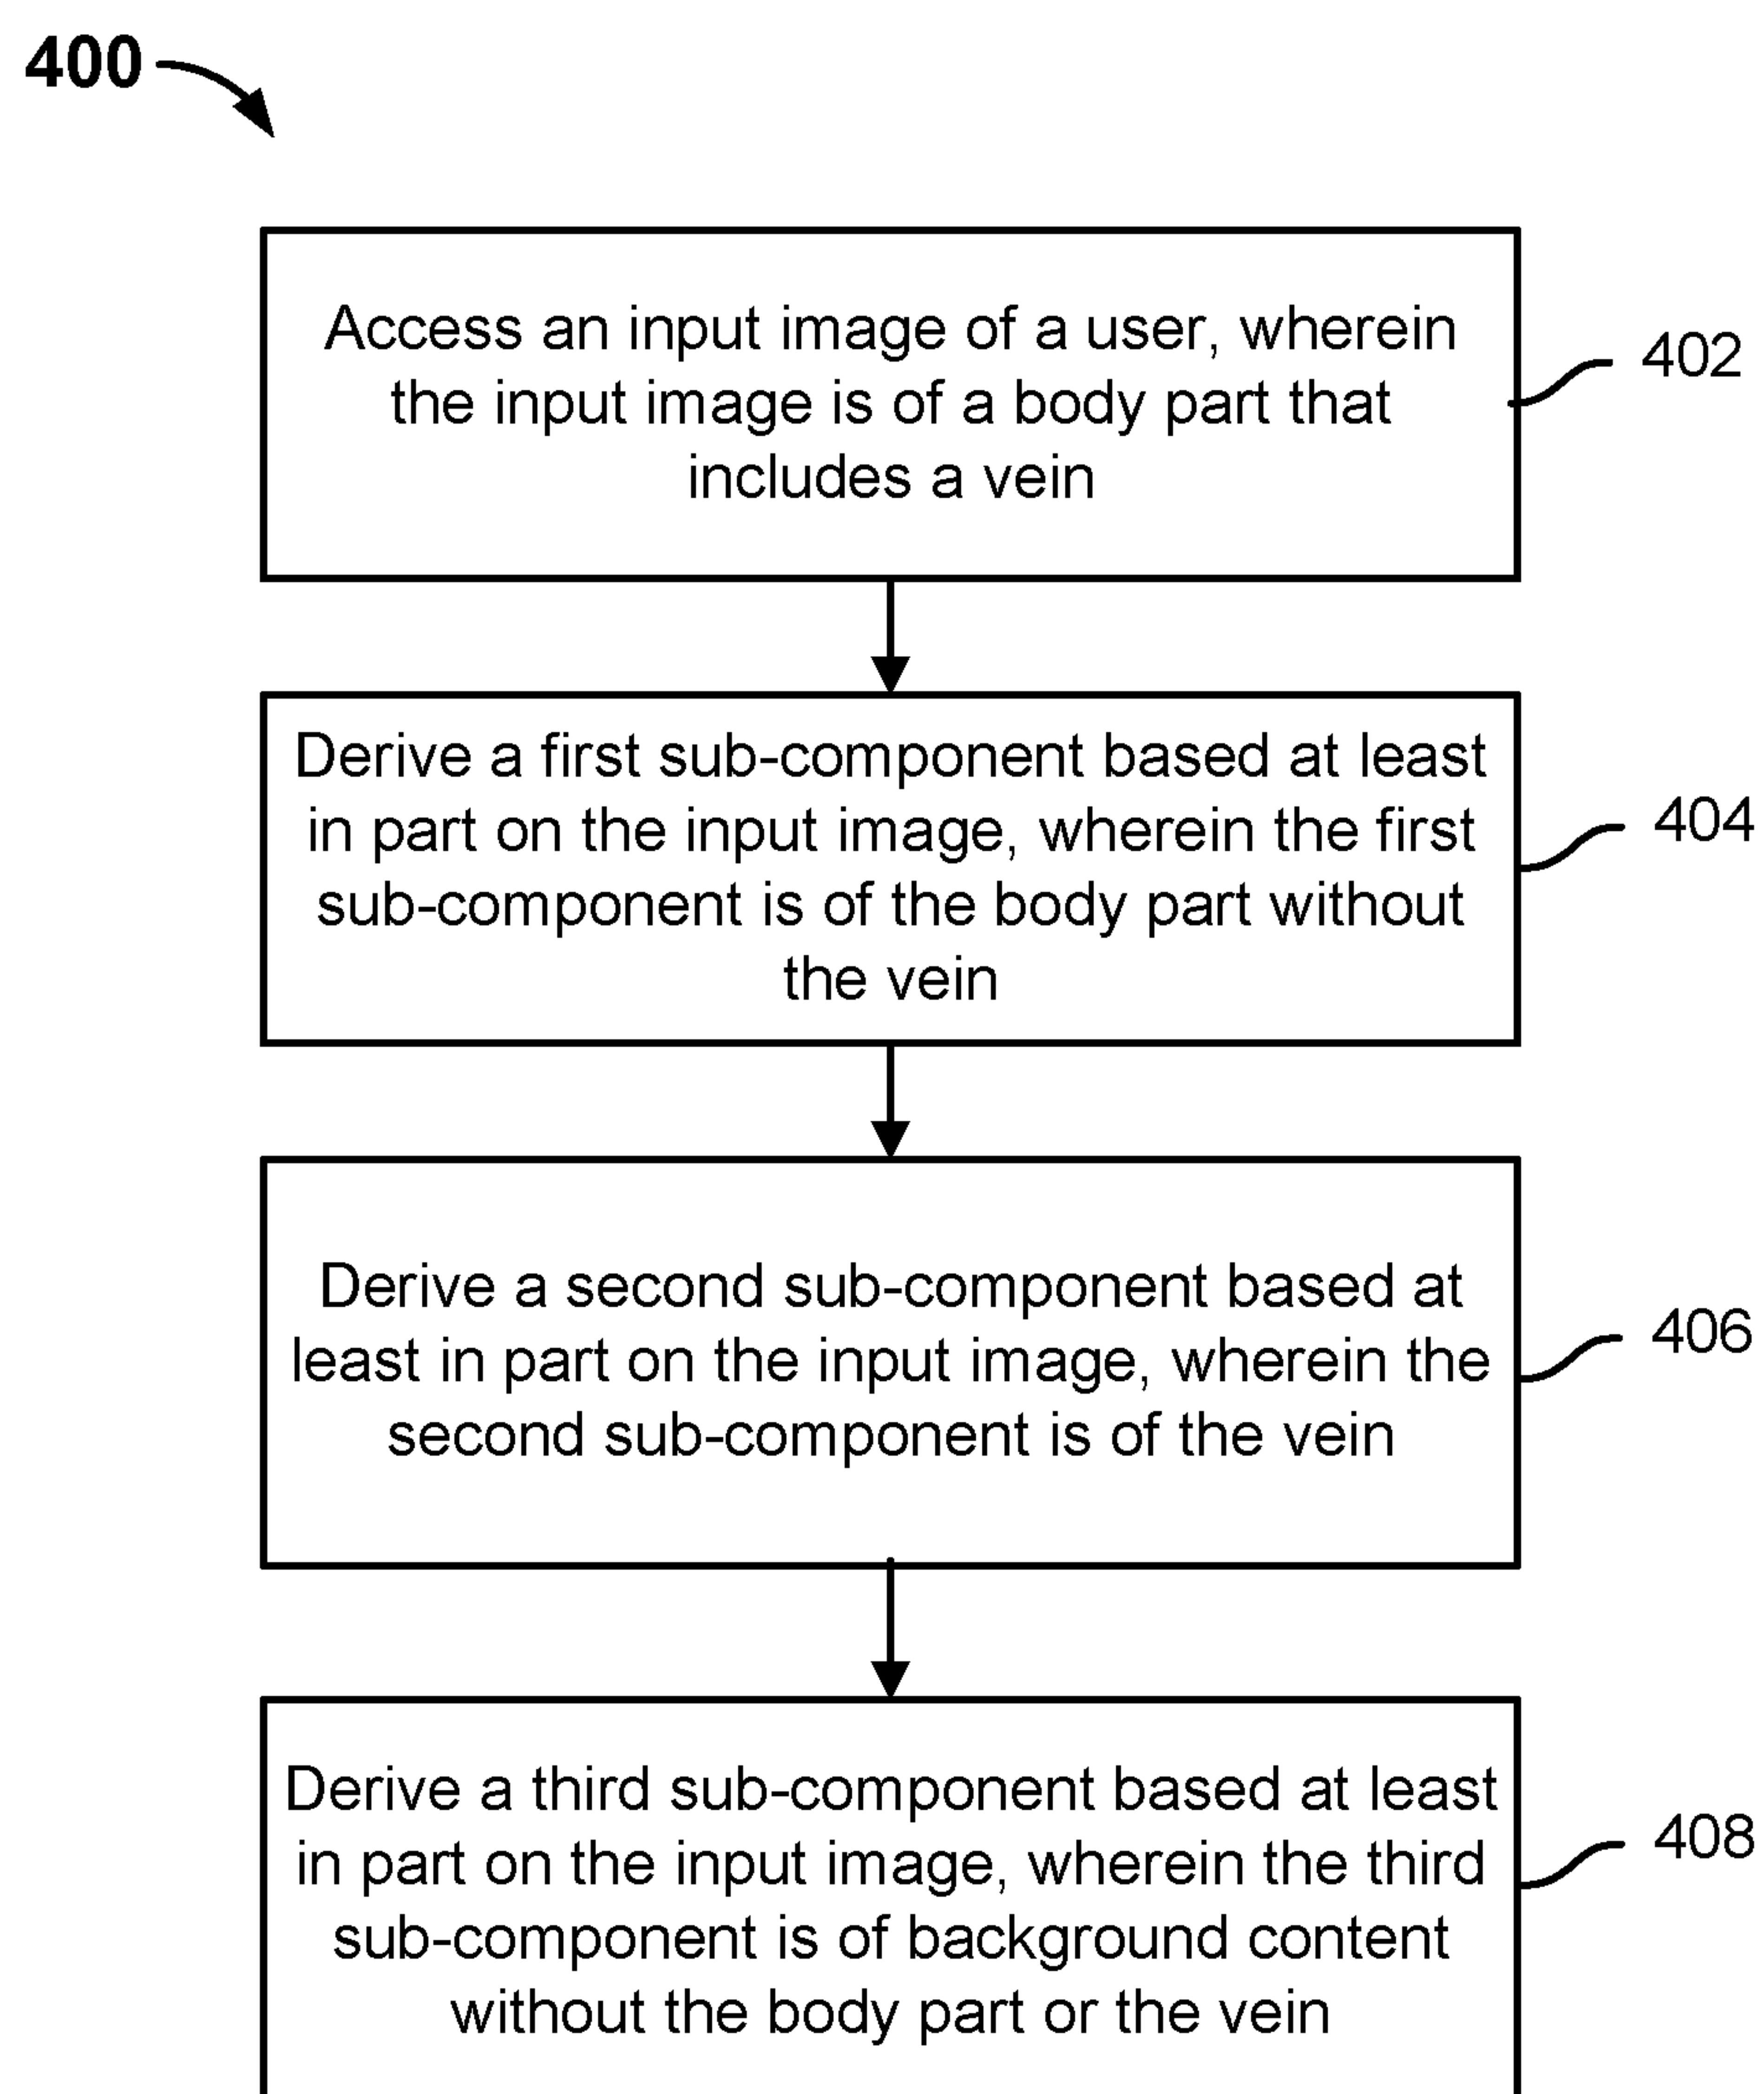 400
Access an input image of a user, wherein
the input image is of a body part that
includes a vein
402
Derive a first sub-component based at least
in part on the input image, wherein the first
sub-component is of the body part without
the vein
404
Derive a second sub-component based at
least in part on the input image, wherein the
second sub-component is of the vein
406
Derive a third sub-component based at least
in part on the input image, wherein the third
sub-component is of background content
without the body part or the vein
408